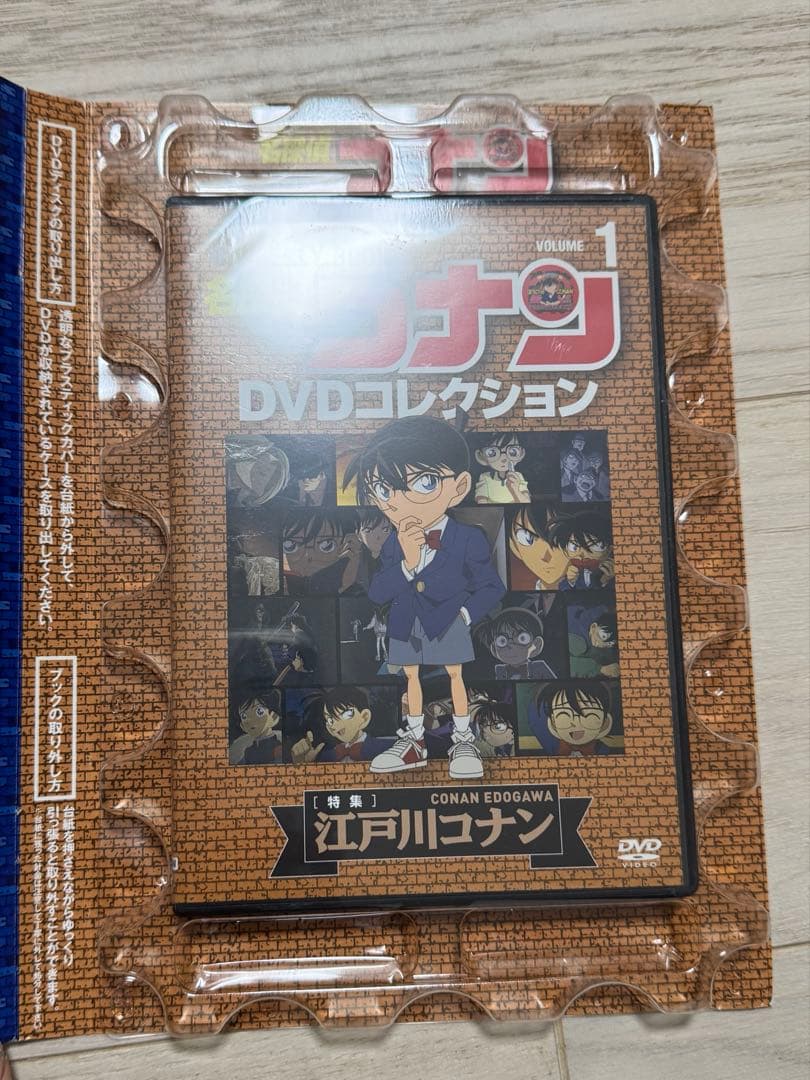 VOLUME 1
コナン
DVDコレクション
[特集]
CONAN EDOGAWA
江戸川コナン
DVD
VIDEO
DVDディスクの取り出し方
透明なプラスティックカバーを台紙から外して、
DVDが収納されているケースを取り出してください。
ブックの取り外し方
台紙を押さえながらゆっくり
引っ張ると取り外すことができます。